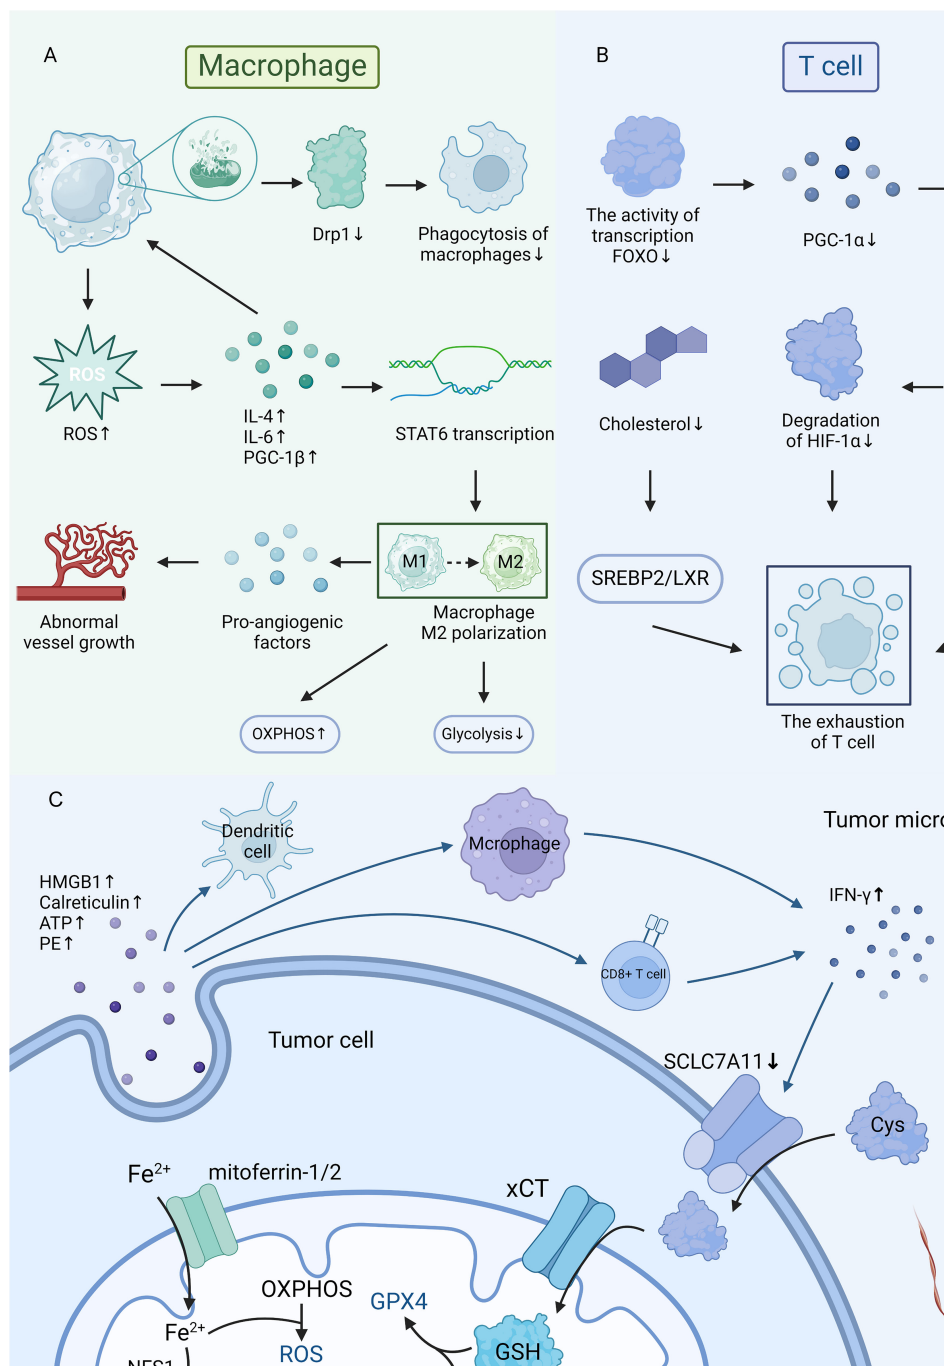 A
Macrophage
B
T cell
Drp1↓
Phagocytosis of
macrophages↓
The activity of
transcription
FOXO↓
PGC-1α↓
ROS
ROS↑
IL-4↑
IL-6↑
PGC-1β↑
STAT6 transcription
Cholesterol↓
Degradation
of HIF-1α↓
Abnormal
vessel growth
Pro-angiogenic
factors
M1
M2
Macrophage
M2 polarization
SREBP2/LXR
OXPHOS↑
Glycolysis↓
The exhaustion
of T cell
C
Dendritic
cell
Mcrophage
Tumor micro
HMGB1↑
Calreticulin↑
ATP↑
PE↑
IFN-γ↑
CD8+ T cell
Tumor cell
SCLC7A11↓
Cys
Fe²⁺
mitoferrin-1/2
xCT
OXPHOS
GPX4
Fe²⁺
ROS
GSH
NFS1